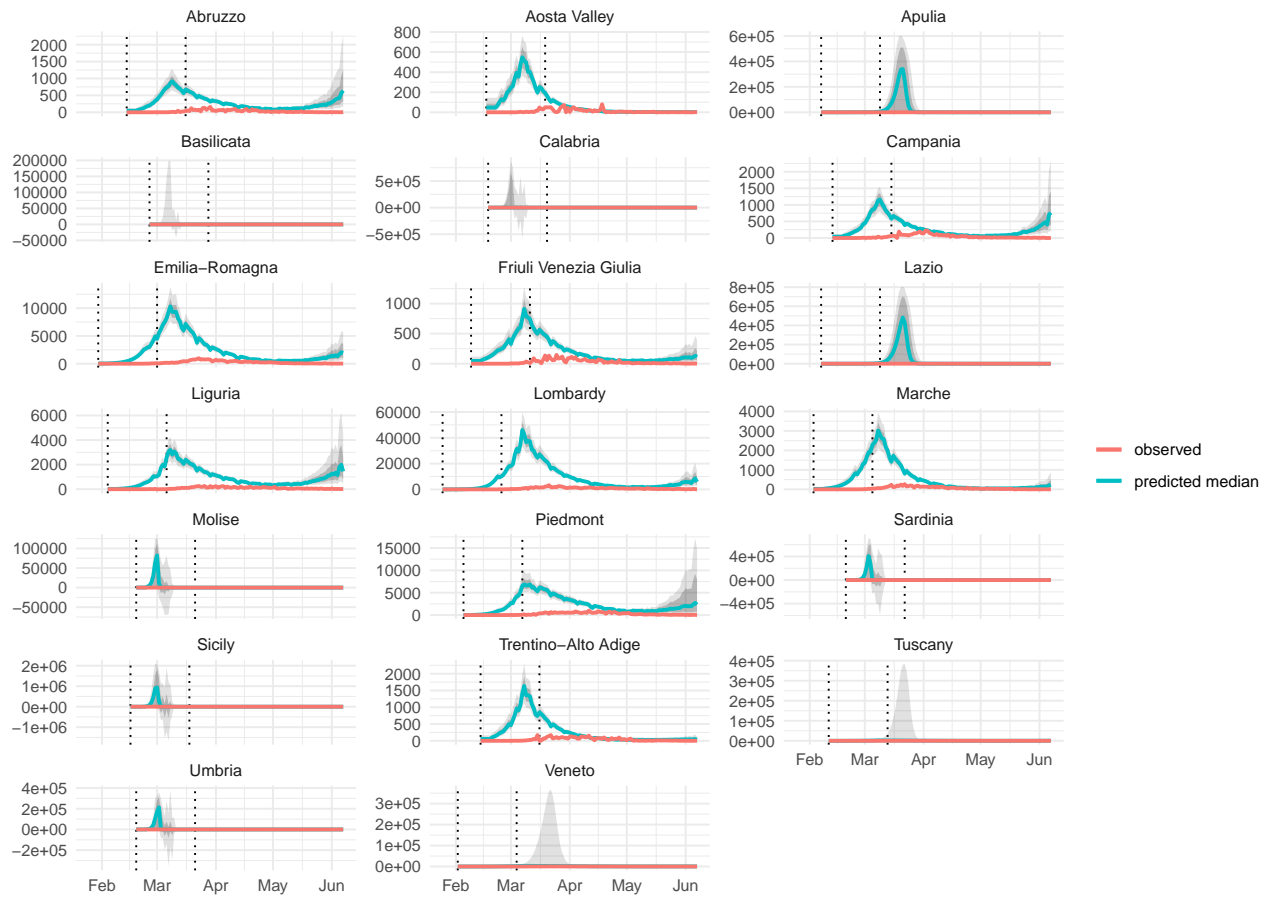 Abruzzo
2000
1500
1000
500
0
Aosta Valley
800
600
400
200
0
Apulia
6e+05
4e+05
2e+05
0e+00
Basilicata
200000
150000
100000
50000
0
−50000
Calabria
5e+05
0e+00
−5e+05
Campania
2000
1500
1000
500
0
Emilia−Romagna
10000
5000
0
Friuli Venezia Giulia
1000
500
0
Lazio
8e+05
6e+05
4e+05
2e+05
0e+00
Liguria
6000
4000
2000
0
Lombardy
60000
40000
20000
0
Marche
4000
3000
2000
1000
0
observed
predicted median
Molise
100000
50000
0
−50000
Piedmont
15000
10000
5000
0
Sardinia
4e+05
0e+00
−4e+05
Sicily
2e+06
1e+06
0e+00
−1e+06
Trentino−Alto Adige
2000
1500
1000
500
0
Tuscany
4e+05
3e+05
2e+05
1e+05
0e+00
Feb Mar Apr May Jun
Umbria
4e+05
2e+05
0e+00
−2e+05
Feb Mar Apr May Jun
Veneto
3e+05
2e+05
1e+05
0e+00
Feb Mar Apr May Jun